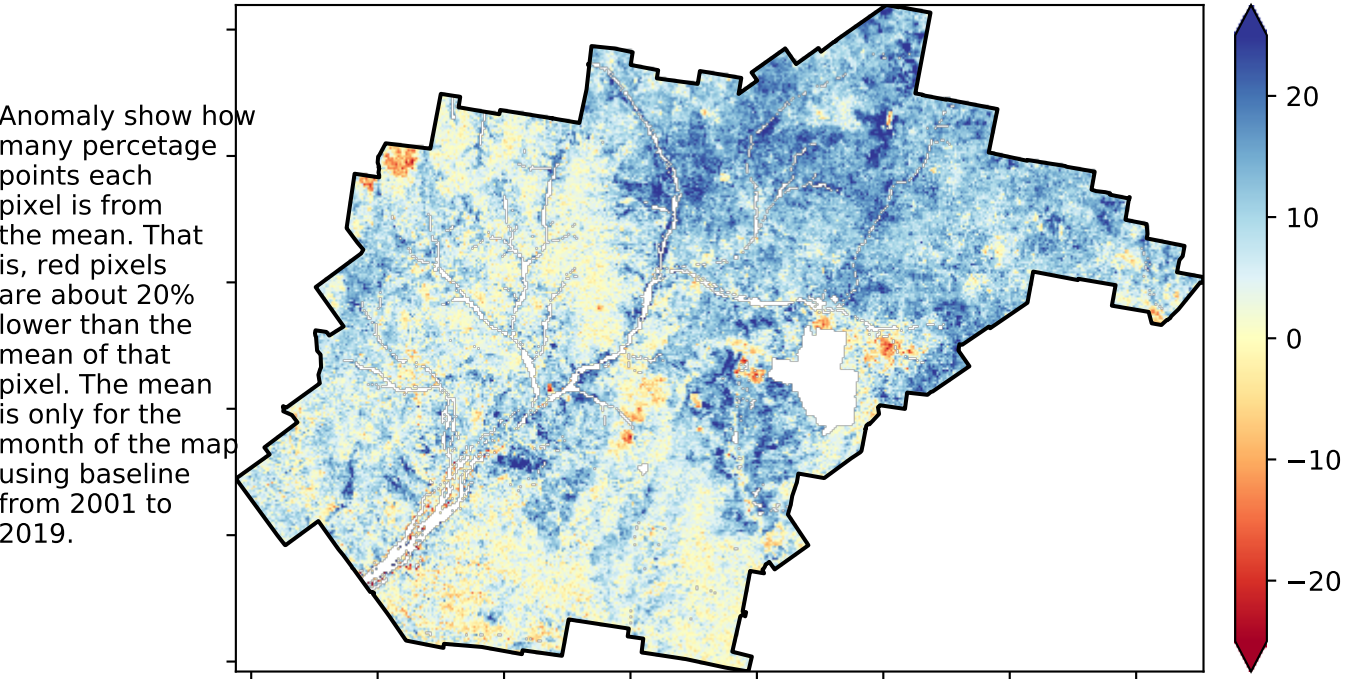 Anomaly show how
many percetage
points each
pixel is from
the mean. That
is, red pixels
are about 20%
lower than the
mean of that
pixel. The mean
is only for the
month of the map
using baseline
from 2001 to
2019.
20
10
0
−10
−20